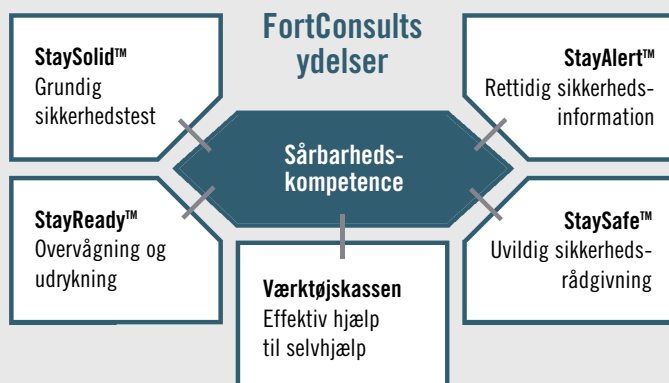 FortConsults
ydelser
StaySolid™
Grundig
sikkerhedstest
StayAlert™
Rettidig sikkerheds-
information
Sårbarheds-
kompetence
StayReady™
Overvågning og
udrykning
StaySafe™
Uvildig sikkerheds-
rådgivning
Værktøjskassen
Effektiv hjælp
til selvhjælp